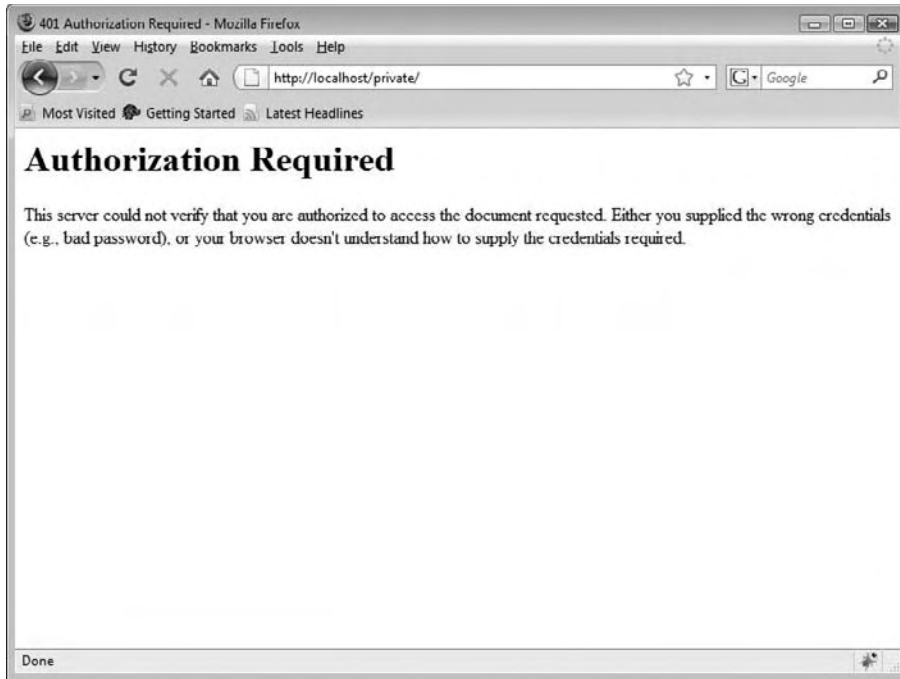 401 Authorization Required - Mozilla Firefox
File Edit View History Bookmarks Tools Help
http://localhost/private/
G Google
Most Visited Getting Started Latest Headlines
Authorization Required
This server could not verify that you are authorized to access the document requested. Either you supplied the wrong credentials
(e.g., bad password), or your browser doesn't understand how to supply the credentials required.
Done